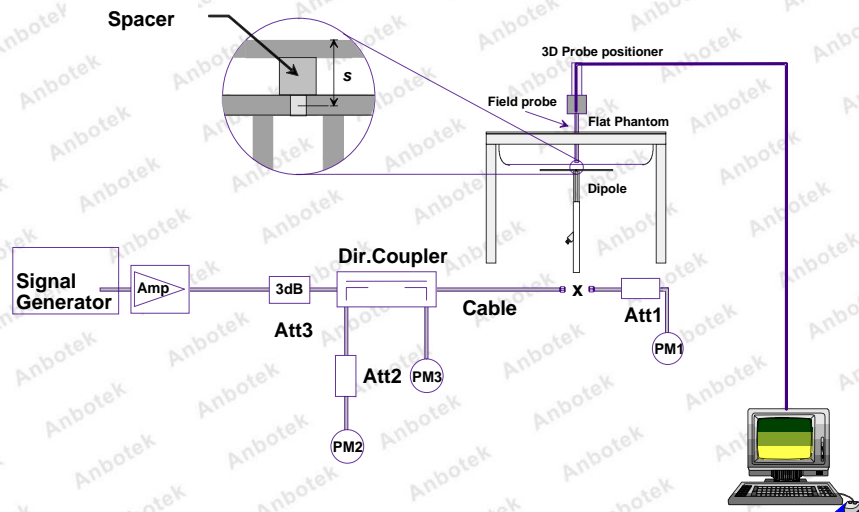 Spacer
s
3D Probe positioner
Field probe
Flat Phantom
Dipole
Signal
Generator
Amp
3dB
Att3
Dir.Coupler
Cable
x
Att1
PM1
Att2
PM3
PM2
Anbotek